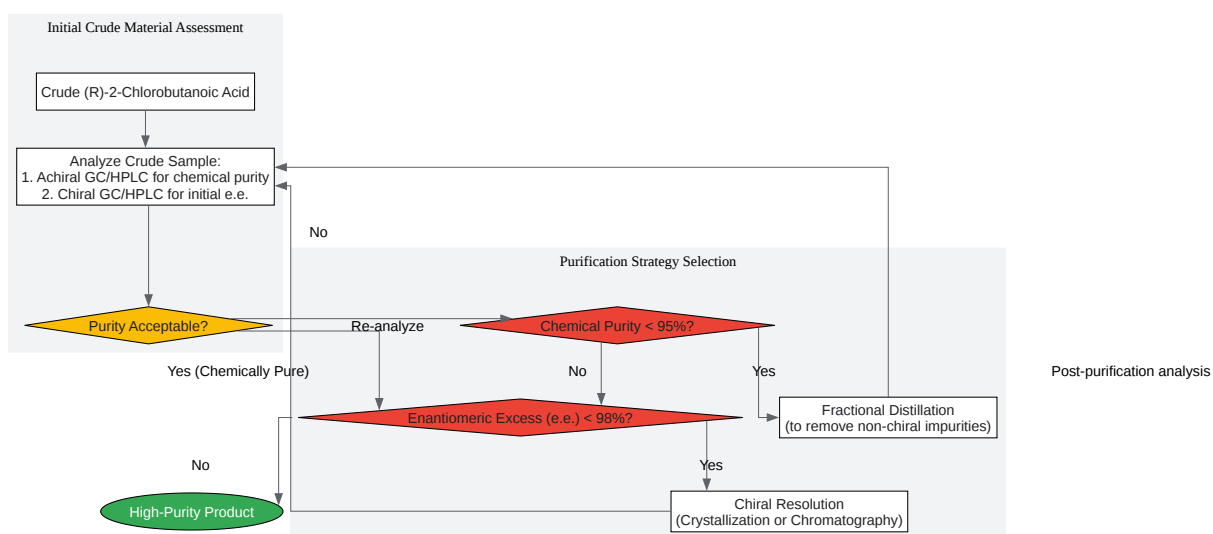 Initial Crude Material Assessment
Crude (R)-2-Chlorobutanoic Acid
Analyze Crude Sample:
1. Achiral GC/HPLC for chemical purity
2. Chiral GC/HPLC for initial e.e.
No
Purification Strategy Selection
Purity Acceptable?
Re-analyze
Chemical Purity < 95%?
Yes (Chemically Pure)
No
Yes
Post-purification analysis
Enantiomeric Excess (e.e.) < 98%?
Fractional Distillation
(to remove non-chiral impurities)
No
Yes
High-Purity Product
Chiral Resolution
(Crystallization or Chromatography)